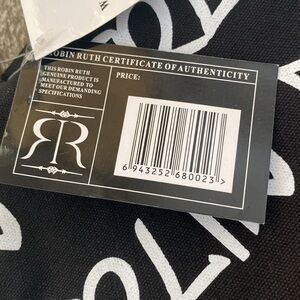 ROBIN RUTH CERTIFICATE OF AUTHENTICITY
THIS ROBIN RUTH
GENUINE PRODUCT IS
MANUFACTURED TO
MEET OUR DEMANDING
SPECIFICATIONS
PRICE:
RR
6 943252 680023 >